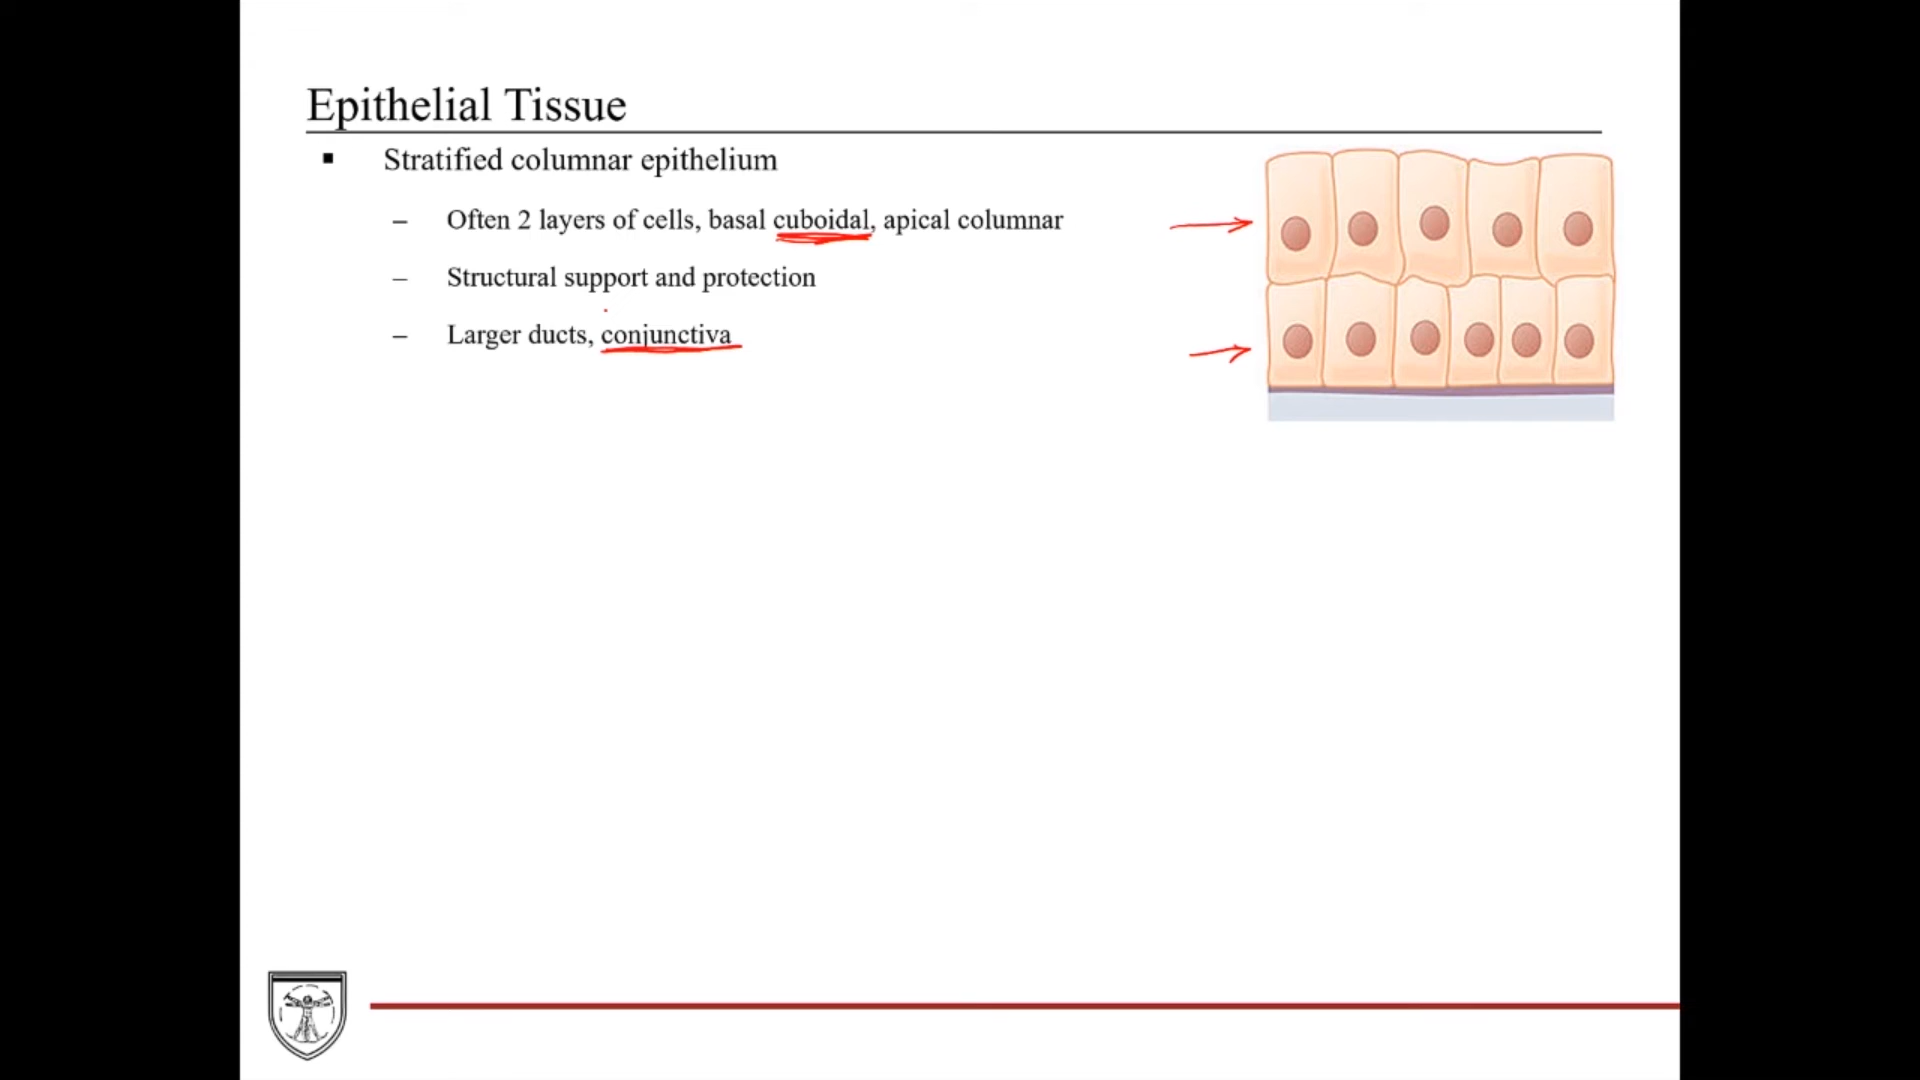 Epithelial Tissue
▪ Stratified columnar epithelium
– Often 2 layers of cells, basal cuboidal, apical columnar
– Structural support and protection
– Larger ducts, conjunctiva